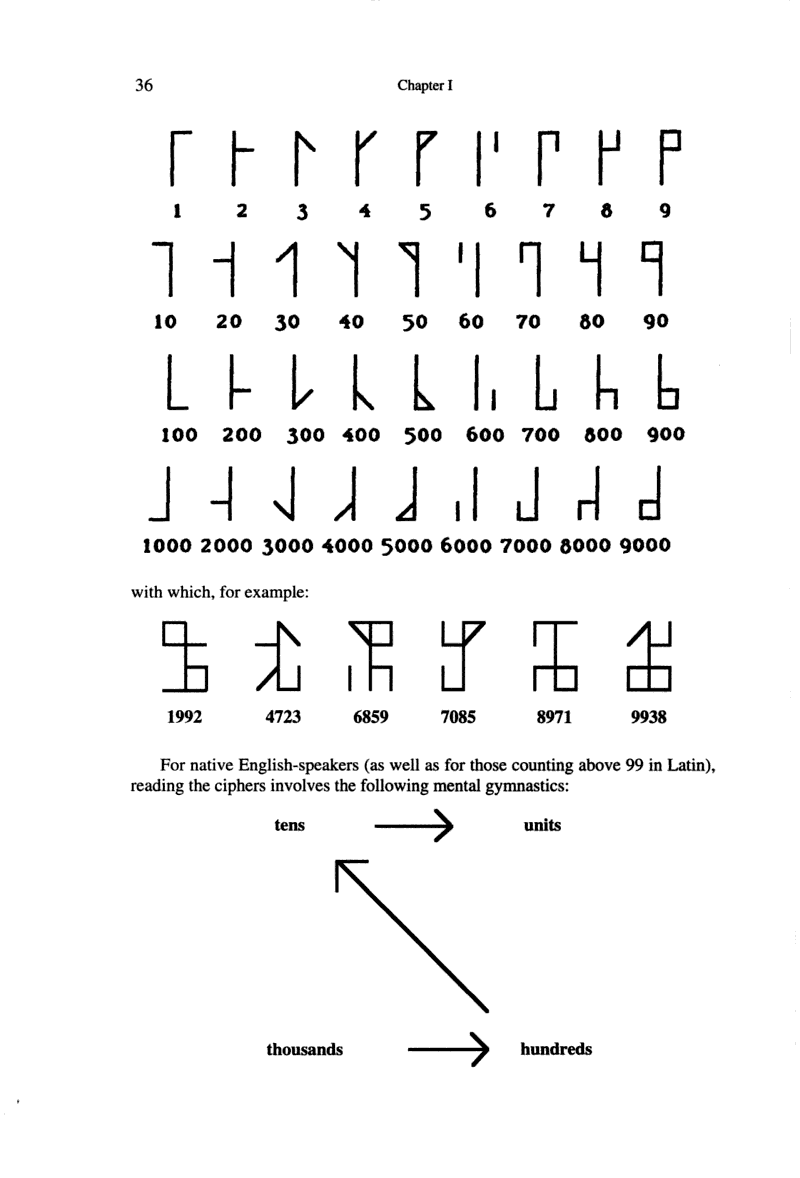 36 Chapter I
1 2 3 4 5 6 7 8 9
10 20 30 40 50 60 70 80 90
100 200 300 400 500 600 700 800 900
1000 2000 3000 4000 5000 6000 7000 8000 9000
with which, for example:
1992 4723 6859 7085 8971 9938
For native English-speakers (as well as for those counting above 99 in Latin),
reading the ciphers involves the following mental gymnastics:
tens units
thousands hundreds